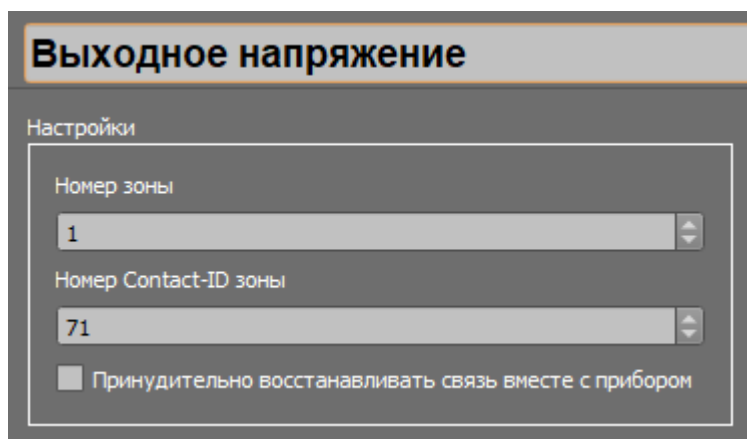 Выходное напряжение
Настройки
Номер зоны
1
Номер Contact-ID зоны
71
Принудительно восстанавливать связь вместе с прибором